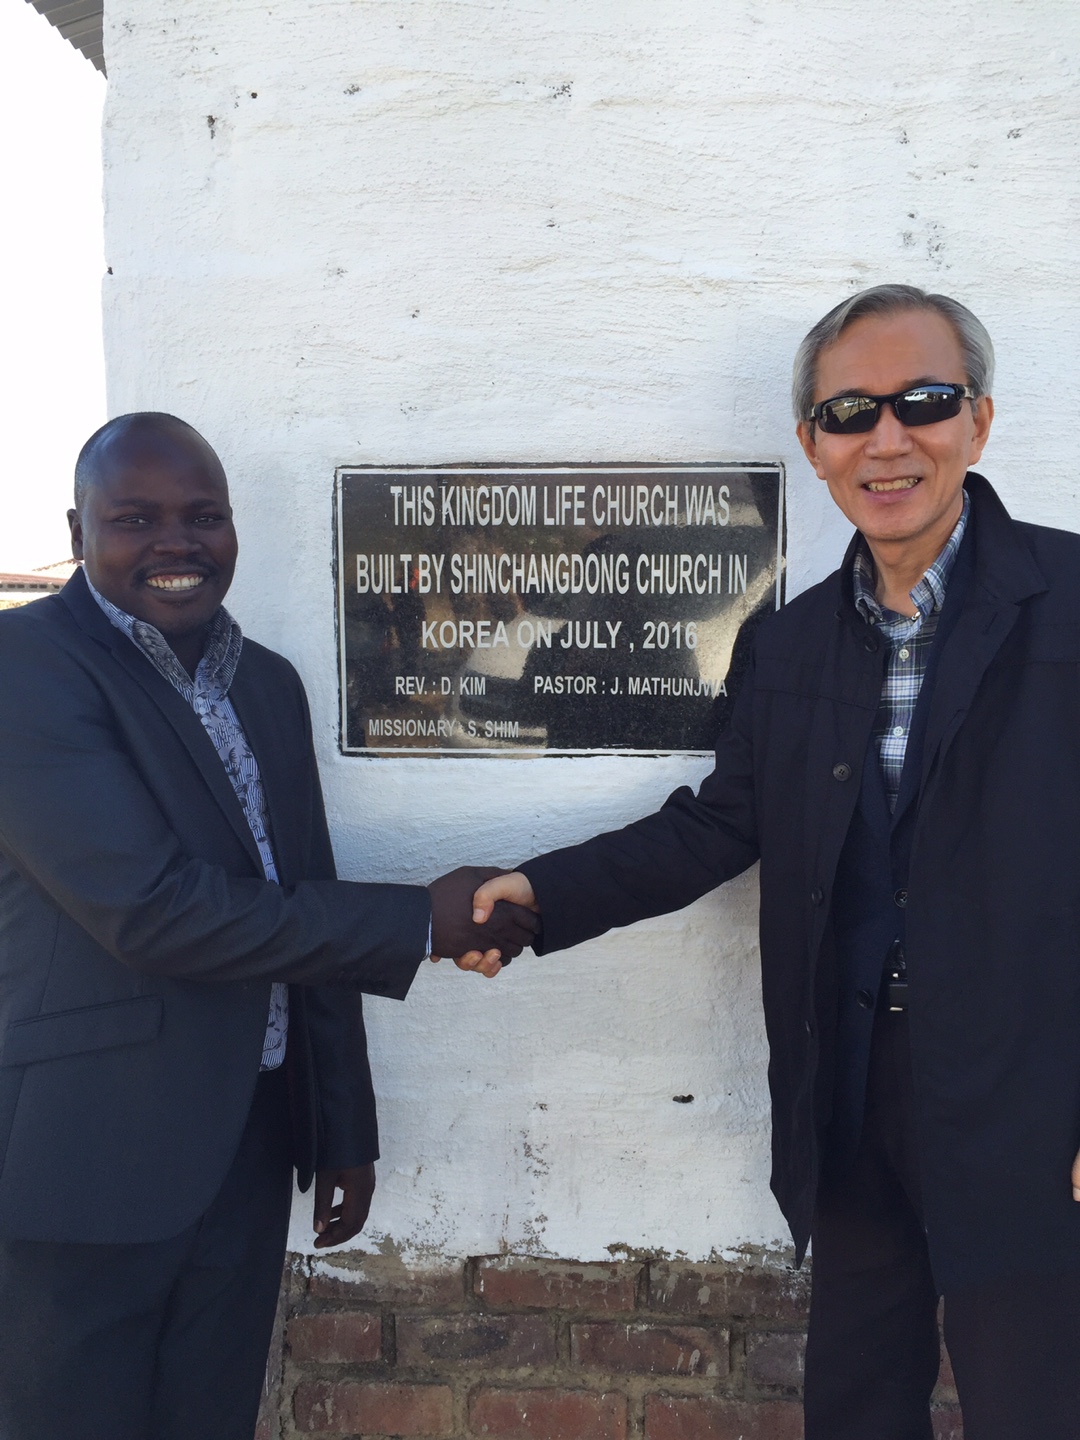 THIS KINGDOM LIFE CHURCH WAS
BUILT BY SHINCHANGDONG CHURCH IN
KOREA ON JULY , 2016
REV. : D. KIM PASTOR : J. MATHUNJWA
MISSIONARY : S. SHIM